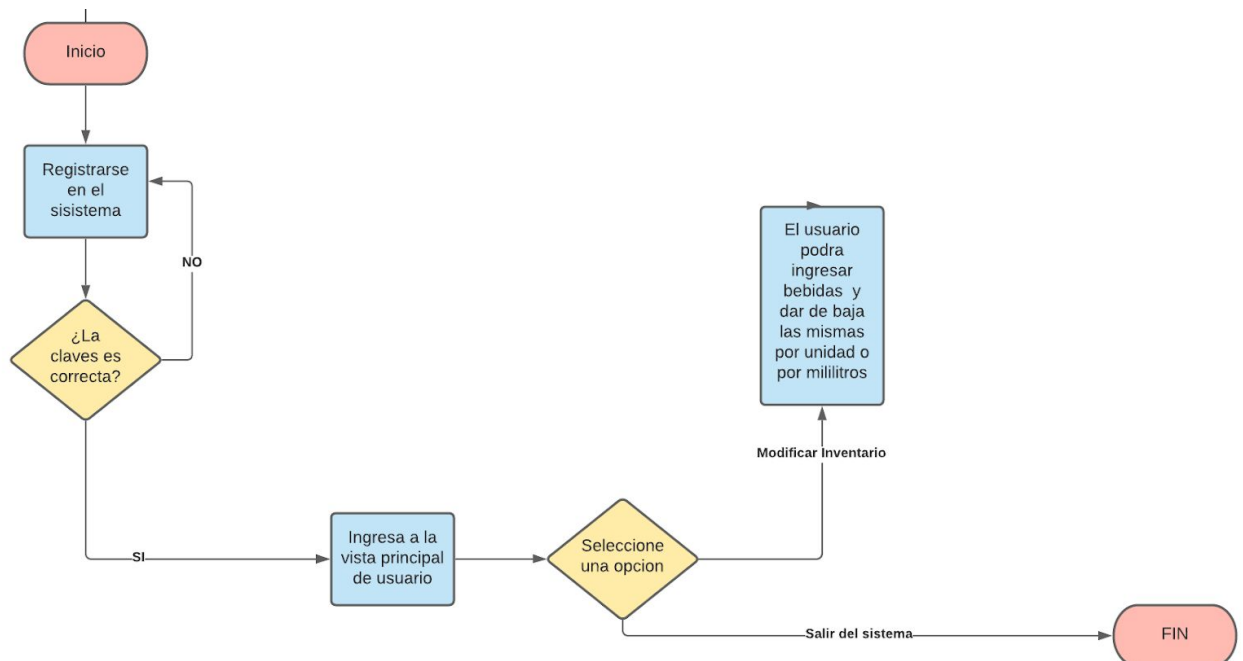 Inicio
Registrarse
en el
sisistema
NO
¿La
claves es
correcta?
SI
Ingresa a la
vista principal
de usuario
Seleccione
una opcion
Modificar Inventario
El usuario
podra
ingresar
bebidas y
dar de baja
las mismas
por unidad o
por mililitros
Salir del sistema
FIN